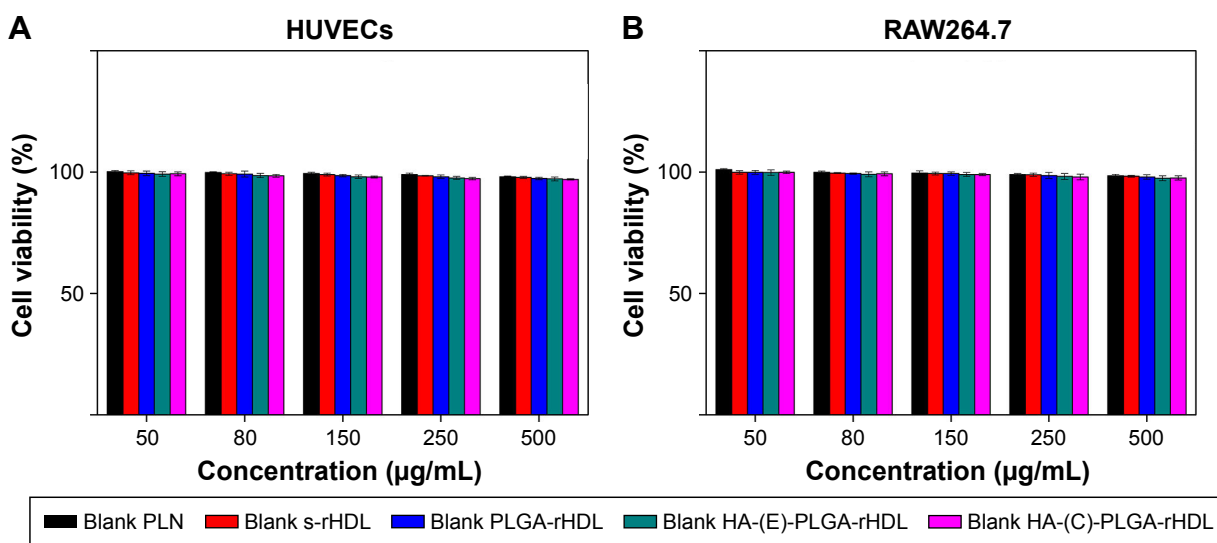 A
HUVECs
Cell viability (%)
100
50
50 80 150 250 500
Concentration (µg/mL)
B
RAW264.7
Cell viability (%)
100
50
50 80 150 250 500
Concentration (µg/mL)
Blank PLN Blank s-rHDL Blank PLGA-rHDL Blank HA-(E)-PLGA-rHDL Blank HA-(C)-PLGA-rHDL